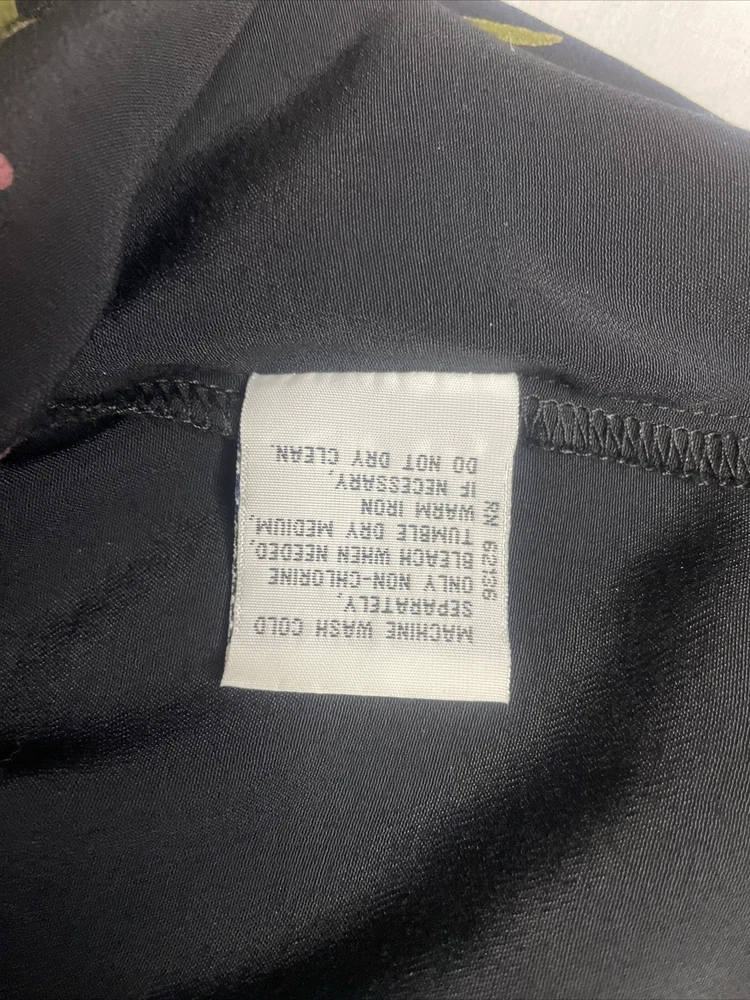 MACHINE WASH COLD
SEPARATELY,
ONLY NON-CHLORINE
BLEACH WHEN NEEDED,
TUMBLE DRY MEDIUM,
WARM IRON
IF NECESSARY,
DO NOT DRY CLEAN.
RN 62136